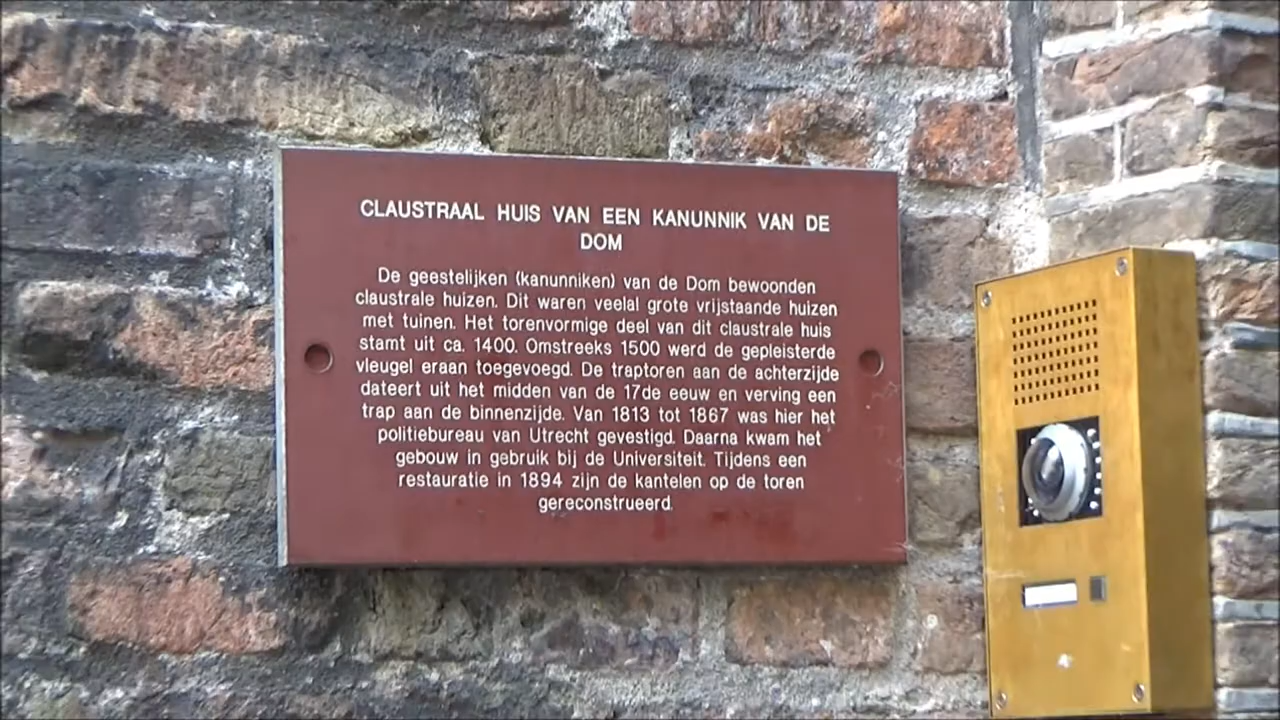 CLAUSTRAAL HUIS VAN EEN KANUNNIK VAN DE
DOM
De geestelijken (kanunniken) van de Dom bewoonden
claustrale huizen. Dit waren veelal grote vrijstaande huizen
met tuinen. Het torenvormige deel van dit claustrale huis
stamt uit ca. 1400. Omstreeks 1500 werd de gepleisterde
vleugel eraan toegevoegd. De traptoren aan de achterzijde
dateert uit het midden van de 17de eeuw en verving een
trap aan de binnenzijde. Van 1813 tot 1867 was hier het
politiebureau van Utrecht gevestigd. Daarna kwam het
gebouw in gebruik bij de Universiteit. Tijdens een
restauratie in 1894 zijn de kantelen op de toren
gereconstrueerd.